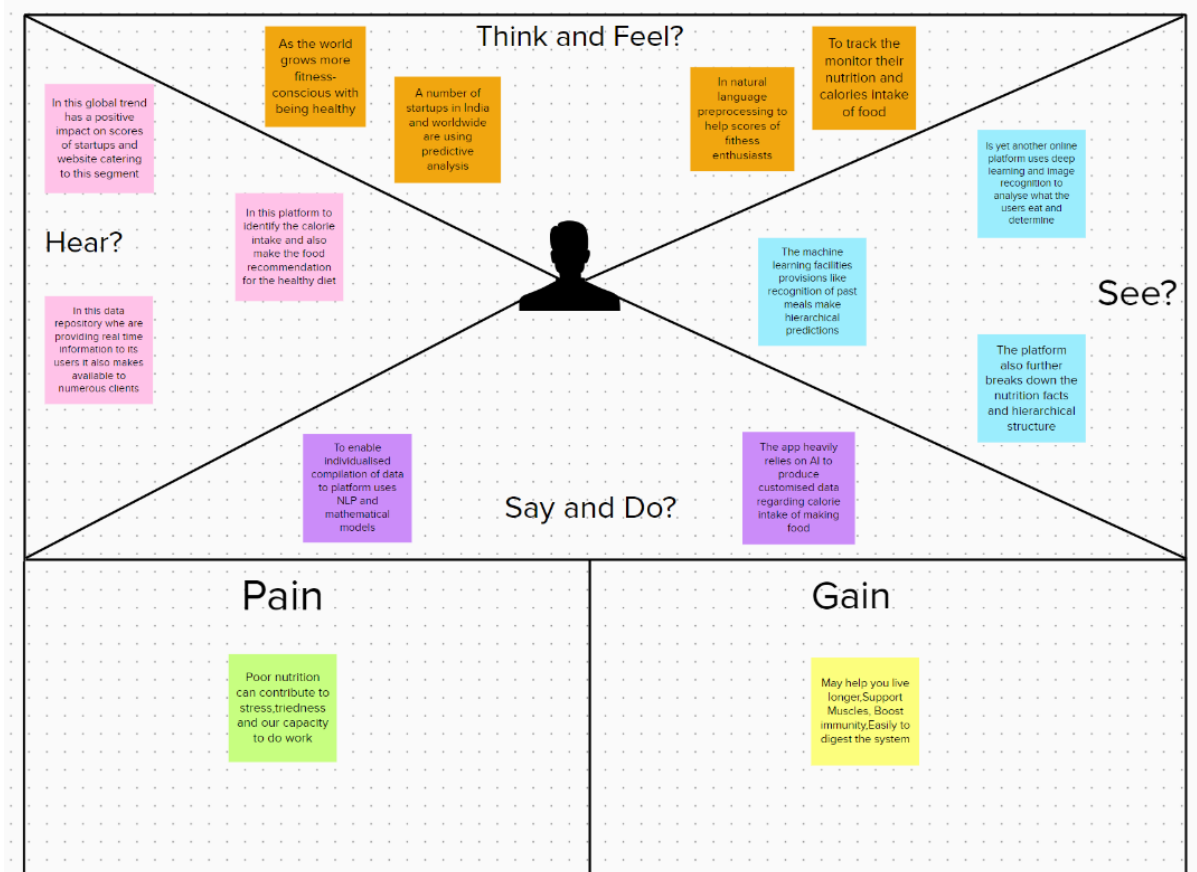 Think and Feel?
As the world
grows more
fitness-
conscious with
being healthy
A number of
startups in India
and worldwide
are using
predictive
analysis
In natural
language
preprocessing to
help scores of
fithess
enthusiasts
To track the
monitor their
nutrition and
calories intake
of food
Hear?
In this global trend
has a positive
impact on scores
of startups and
website catering
to this segment
In this platform to
identify the calorie
intake and also
make the food
recommendation
for the healthy diet
In this data
repository whe are
providing real time
information to its
users it also makes
available to
numerous clients
See?
Is yet another online
platform uses deep
learning and image
recognition to
analyse what the
users eat and
determine
The machine
learning facilities
provisions like
recognition of past
meals make
hierarchical
predictions
The platform
also further
breaks down the
nutrition facts
and hierarchical
structure
Say and Do?
To enable
individualised
compilation of data
to platform uses
NLP and
mathematical
models
The app heavily
relies on AI to
produce
customised data
regarding calorie
intake of making
food
Pain
Poor nutrition
can contribute to
stress,triedness
and our capacity
to do work
Gain
May help you live
longer,Support
Muscles, Boost
immunity,Easily to
digest the system